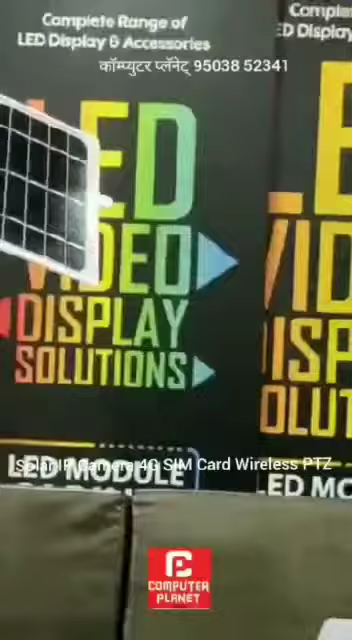 Complete Range of
LED Display & Accessories
कॉम्प्युटर प्लॅनेट् 95038 52341
LED
VIDEO
DISPLAY
SOLUTIONS
LED MODULE
Solar IP Camera 4G SIM Card Wireless PTZ
COMPUTER
PLANET